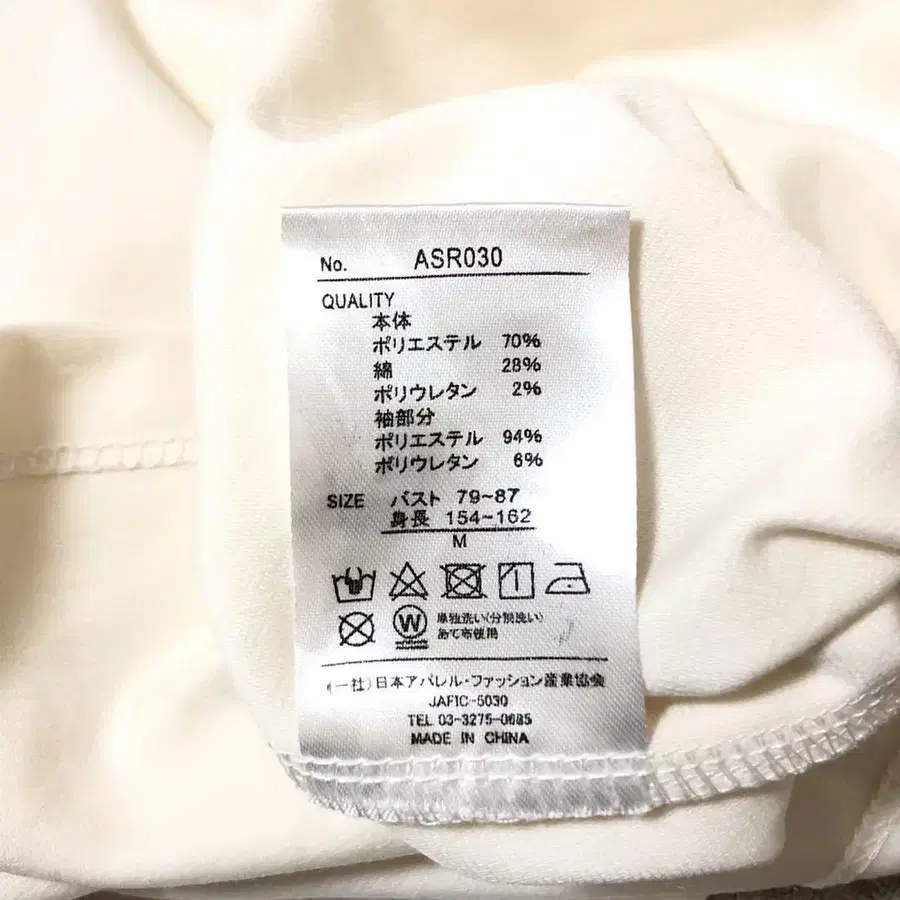 No. ASR030
QUALITY
本体
ポリエステル 70%
綿 28%
ポリウレタン 2%
袖部分
ポリエステル 94%
ポリウレタン 6%
SIZE バスト 79~87
身長 154~162
M
W 単独洗い(分別洗い)
あて布使用
(一社)日本アパレル・ファッション産業協会
JAFIC-5030
TEL 03-3275-0685
MADE IN CHINA